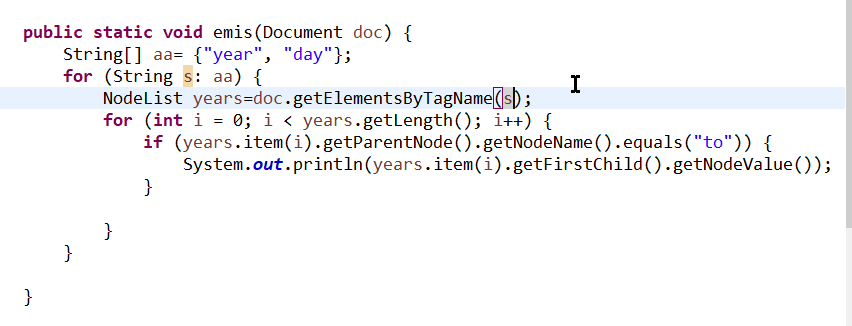 public static void emis(Document doc) {
    String[] aa= {"year", "day"};
    for (String s: aa) {
        NodeList years=doc.getElementsByTagName(s);
        for (int i = 0; i < years.getLength(); i++) {
            if (years.item(i).getParentNode().getNodeName().equals("to")) {
                System.out.println(years.item(i).getFirstChild().getNodeValue());
            }
        }
    }
}